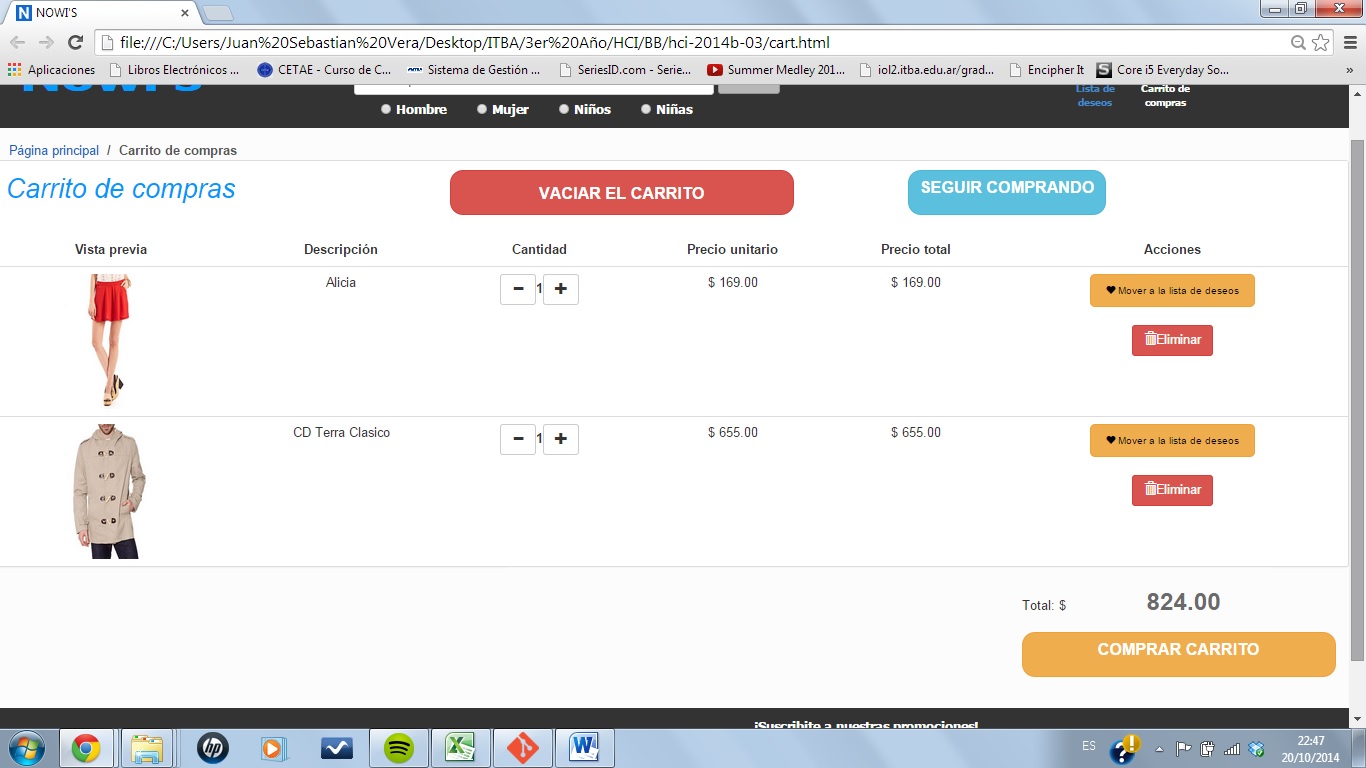 NOWI'S
file:///C:/Users/Juan%20Sebastian%20Vera/Desktop/ITBA/3er%20Año/HCI/BB/hci-2014b-03/cart.html
Aplicaciones Libros Electrónicos ... CETAE - Curso de C... Sistema de Gestión ... SeriesID.com - Serie... Summer Medley 201... iol2.itba.edu.ar/grad... Encipher It Core i5 Everyday So... »
NOWI'S
Hombre Mujer Niños Niñas
Lista de deseos
Carrito de compras
Página principal / Carrito de compras
Carrito de compras VACIAR EL CARRITO SEGUIR COMPRANDO
Vista previa Descripción Cantidad Precio unitario Precio total Acciones
Alicia − 1 + $ 169.00 $ 169.00 Mover a la lista de deseos
Eliminar
CD Terra Clasico − 1 + $ 655.00 $ 655.00 Mover a la lista de deseos
Eliminar
Total: $ 824.00
COMPRAR CARRITO
¡Suscribite a nuestras promociones!
ES 22:47
20/10/2014